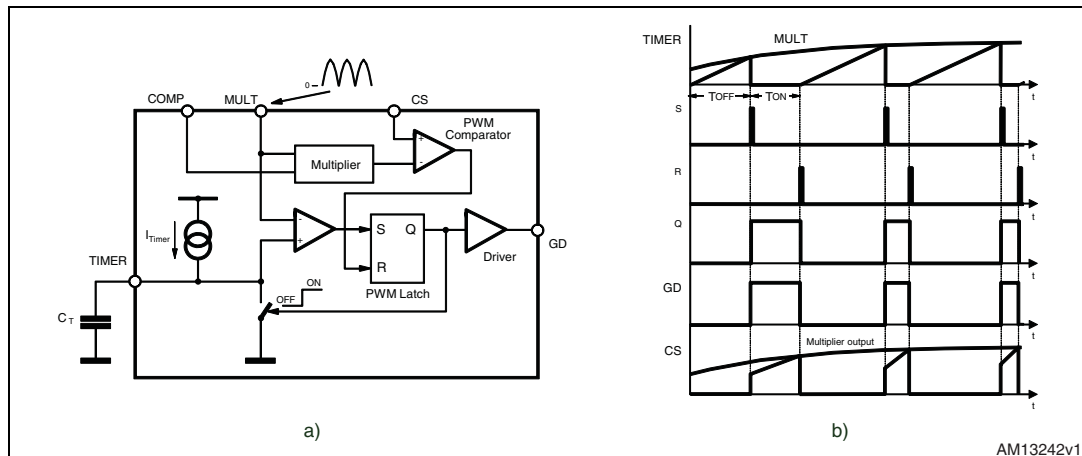 0
COMP
MULT
CS
PWM
Comparator
+
-
Multiplier
ITimer
-
+
S
Q
R
PWM Latch
Driver
GD
TIMER
CT
OFF
ON
a)
TIMER
MULT
t
TOFF
TON
S
t
R
t
Q
t
GD
t
CS
Multiplier output
t
b)
AM13242v1